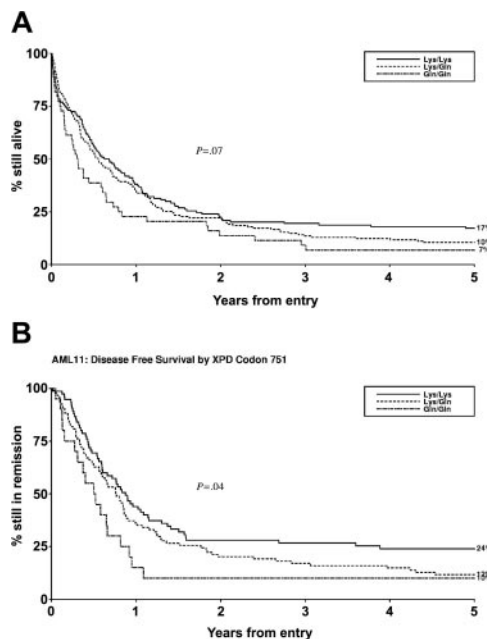 A
100
75
50
25
0
% still alive
Lys/Lys
Lys/Gln
Gln/Gln
P=.07
17%
10%
7%
0 1 2 3 4 5
Years from entry
B
AML11: Disease Free Survival by XPD Codon 751
100
75
50
25
0
% still in remission
Lys/Lys
Lys/Gln
Gln/Gln
P=.04
24%
0 1 2 3 4 5
Years from entry